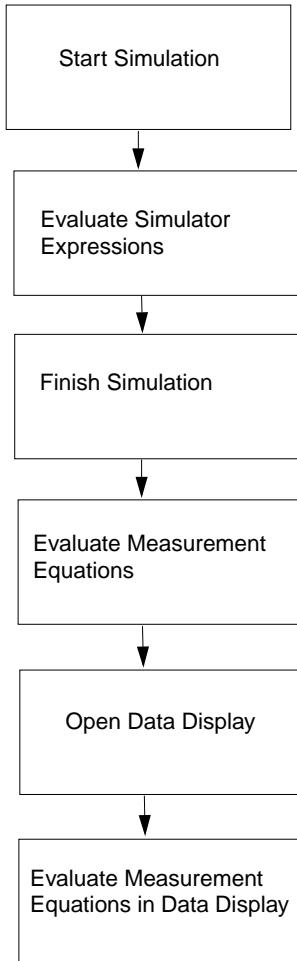 Start Simulation
Evaluate Simulator
Expressions
Finish Simulation
Evaluate Measurement
Equations
Open Data Display
Evaluate Measurement
Equations in Data Display